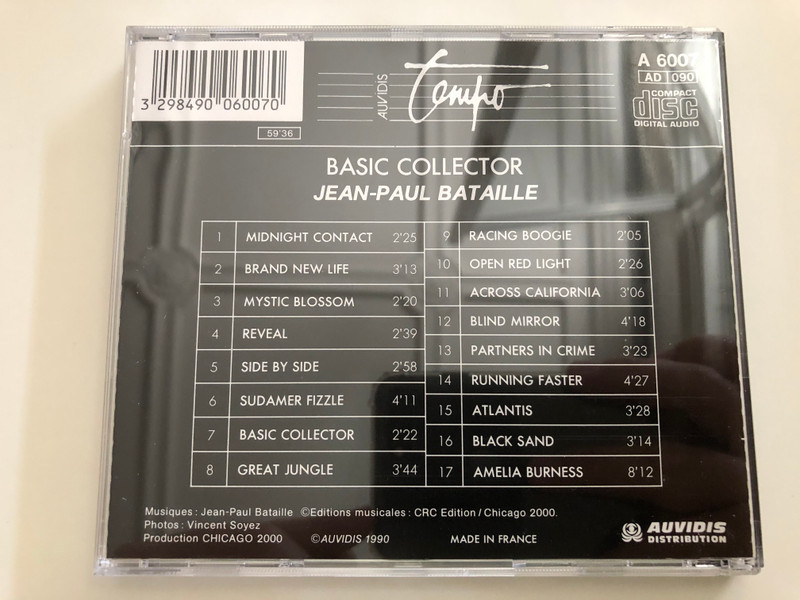 3 298490 060070
59'36
AUVIDIS
tempo
A 6007
AD 090
COMPACT
disc
DIGITAL AUDIO
BASIC COLLECTOR
JEAN-PAUL BATAILLE
1 MIDNIGHT CONTACT 2'25
2 BRAND NEW LIFE 3'13
3 MYSTIC BLOSSOM 2'20
4 REVEAL 2'39
5 SIDE BY SIDE 2'58
6 SUDAMER FIZZLE 4'11
7 BASIC COLLECTOR 2'22
8 GREAT JUNGLE 3'44
9 RACING BOOGIE 2'05
10 OPEN RED LIGHT 2'26
11 ACROSS CALIFORNIA 3'06
12 BLIND MIRROR 4'18
13 PARTNERS IN CRIME 3'23
14 RUNNING FASTER 4'27
15 ATLANTIS 3'28
16 BLACK SAND 3'14
17 AMELIA BURNESS 8'12
Musiques : Jean-Paul Bataille ©Editions musicales : CRC Edition / Chicago 2000.
Photos : Vincent Soyez
Production CHICAGO 2000 ©AUVIDIS 1990 MADE IN FRANCE
AUVIDIS
DISTRIBUTION